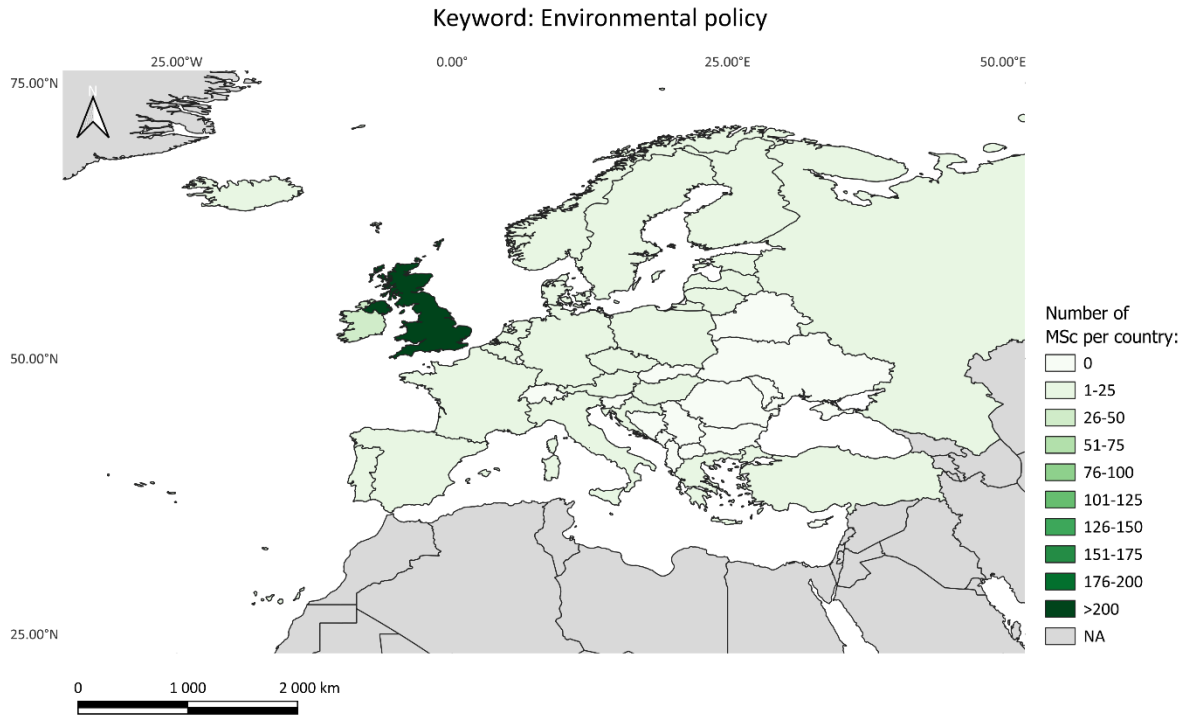 Keyword: Environmental policy
25.00°W 0.00° 25.00°E 50.00°E
75.00°N
N
50.00°N
25.00°N
Number of
MSc per country:
0
1-25
26-50
51-75
76-100
101-125
126-150
151-175
176-200
>200
NA
0 1 000 2 000 km